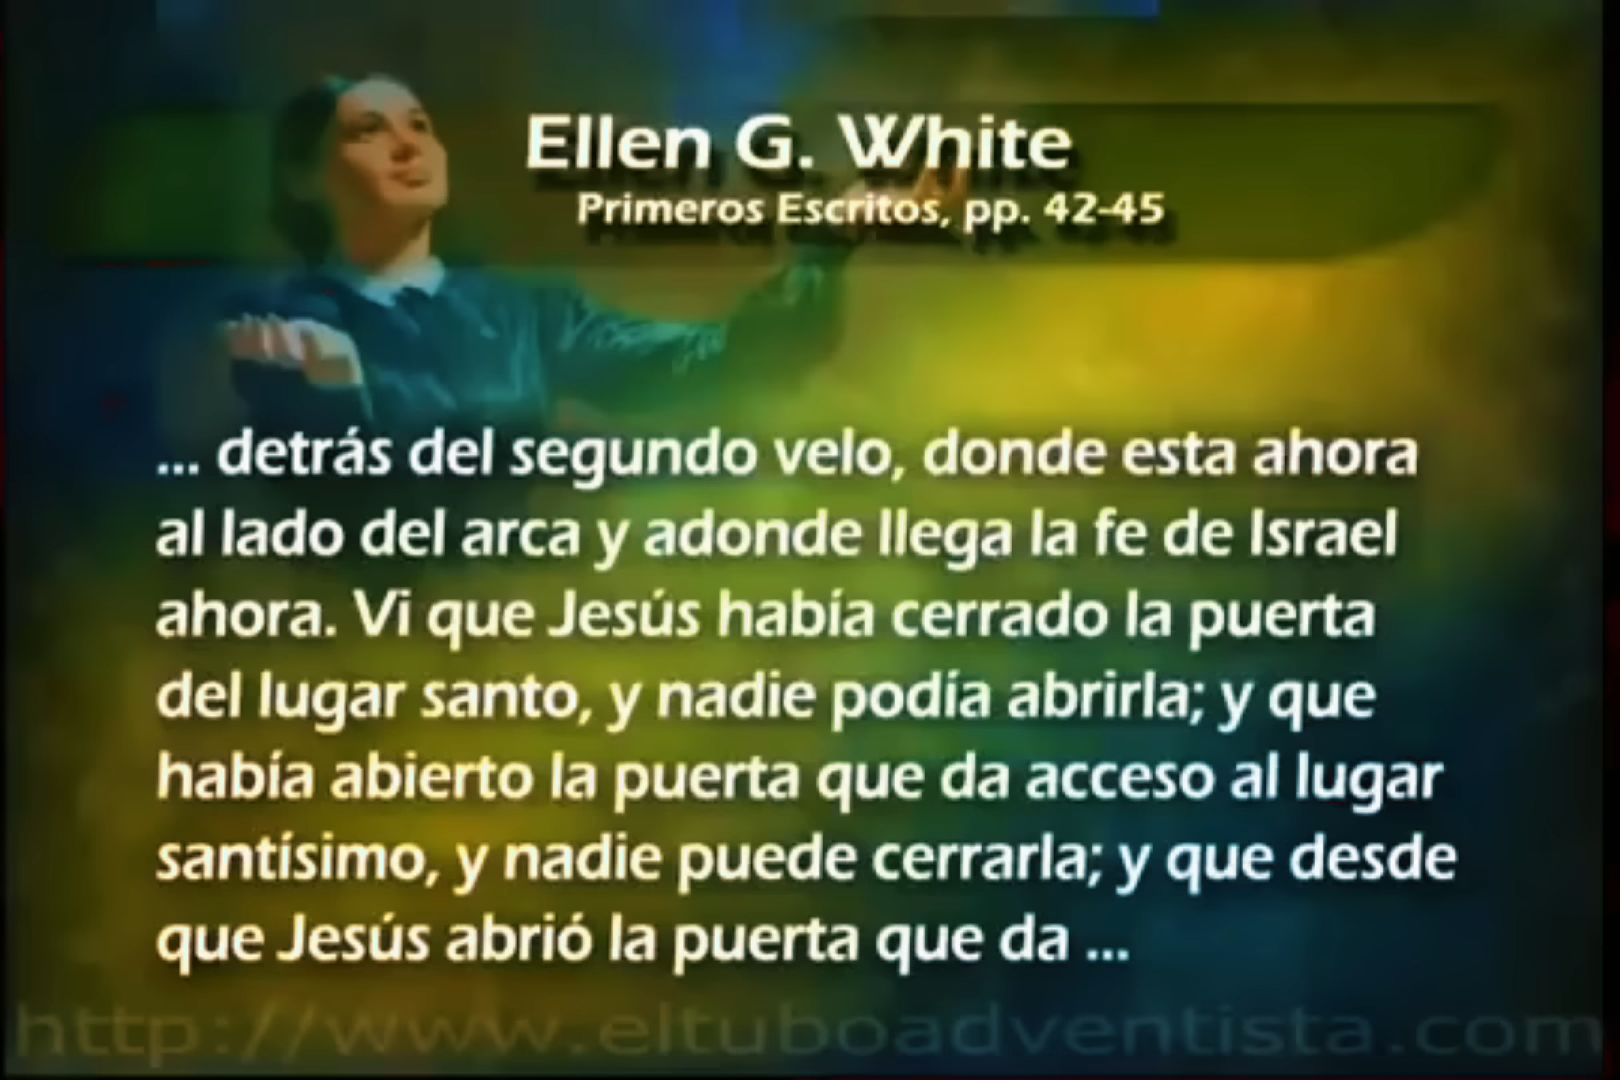 Ellen G. White
Primeros Escritos, pp. 42-45
... detrás del segundo velo, donde esta ahora
al lado del arca y adonde llega la fe de Israel
ahora. Vi que Jesús había cerrado la puerta
del lugar santo, y nadie podía abrirla; y que
había abierto la puerta que da acceso al lugar
santísimo, y nadie puede cerrarla; y que desde
que Jesús abrió la puerta que da ...
http://www.eltuboadventista.com